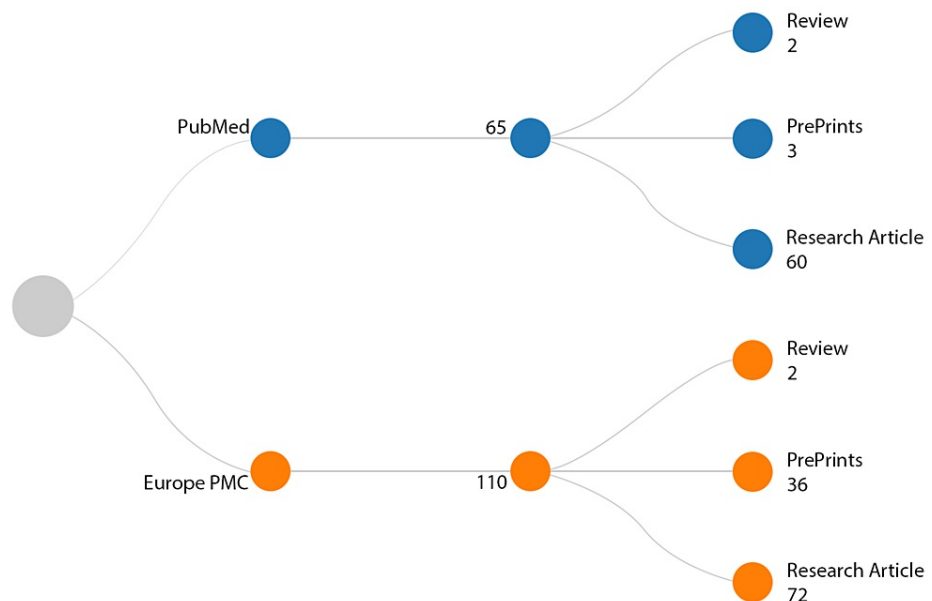 Review
2
PubMed
65
PrePrints
3
Research Article
60
Review
2
Europe PMC
110
PrePrints
36
Research Article
72